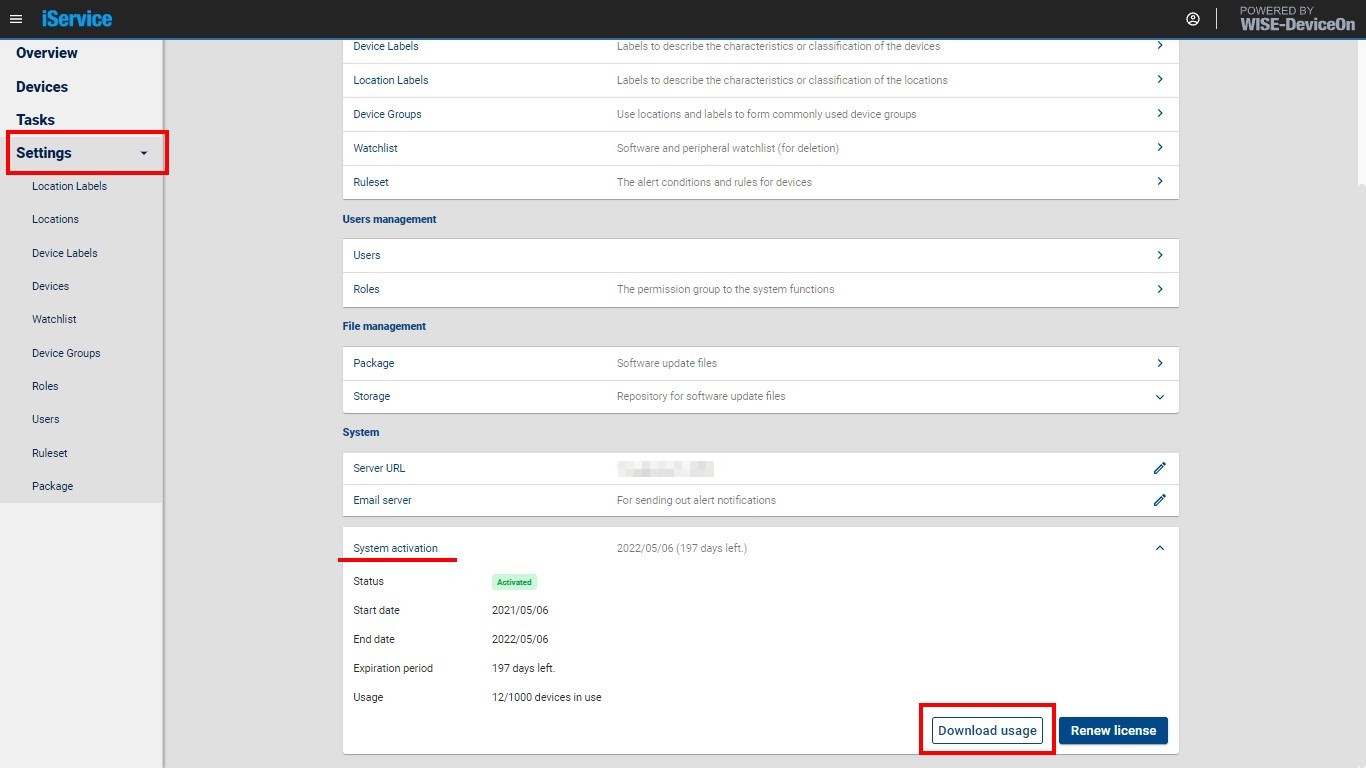 iService
POWERED BY
WISE-DeviceOn
Overview
Devices
Tasks
Settings
Location Labels
Locations
Device Labels
Devices
Watchlist
Device Groups
Roles
Users
Ruleset
Package
Device Labels Labels to describe the characteristics or classification of the devices
Location Labels Labels to describe the characteristics or classification of the locations
Device Groups Use locations and labels to form commonly used device groups
Watchlist Software and peripheral watchlist (for deletion)
Ruleset The alert conditions and rules for devices
Users management
Users
Roles The permission group to the system functions
File management
Package Software update files
Storage Repository for software update files
System
Server URL
Email server For sending out alert notifications
System activation 2022/05/06 (197 days left.)
Status Activated
Start date 2021/05/06
End date 2022/05/06
Expiration period 197 days left.
Usage 12/1000 devices in use
Download usage Renew license